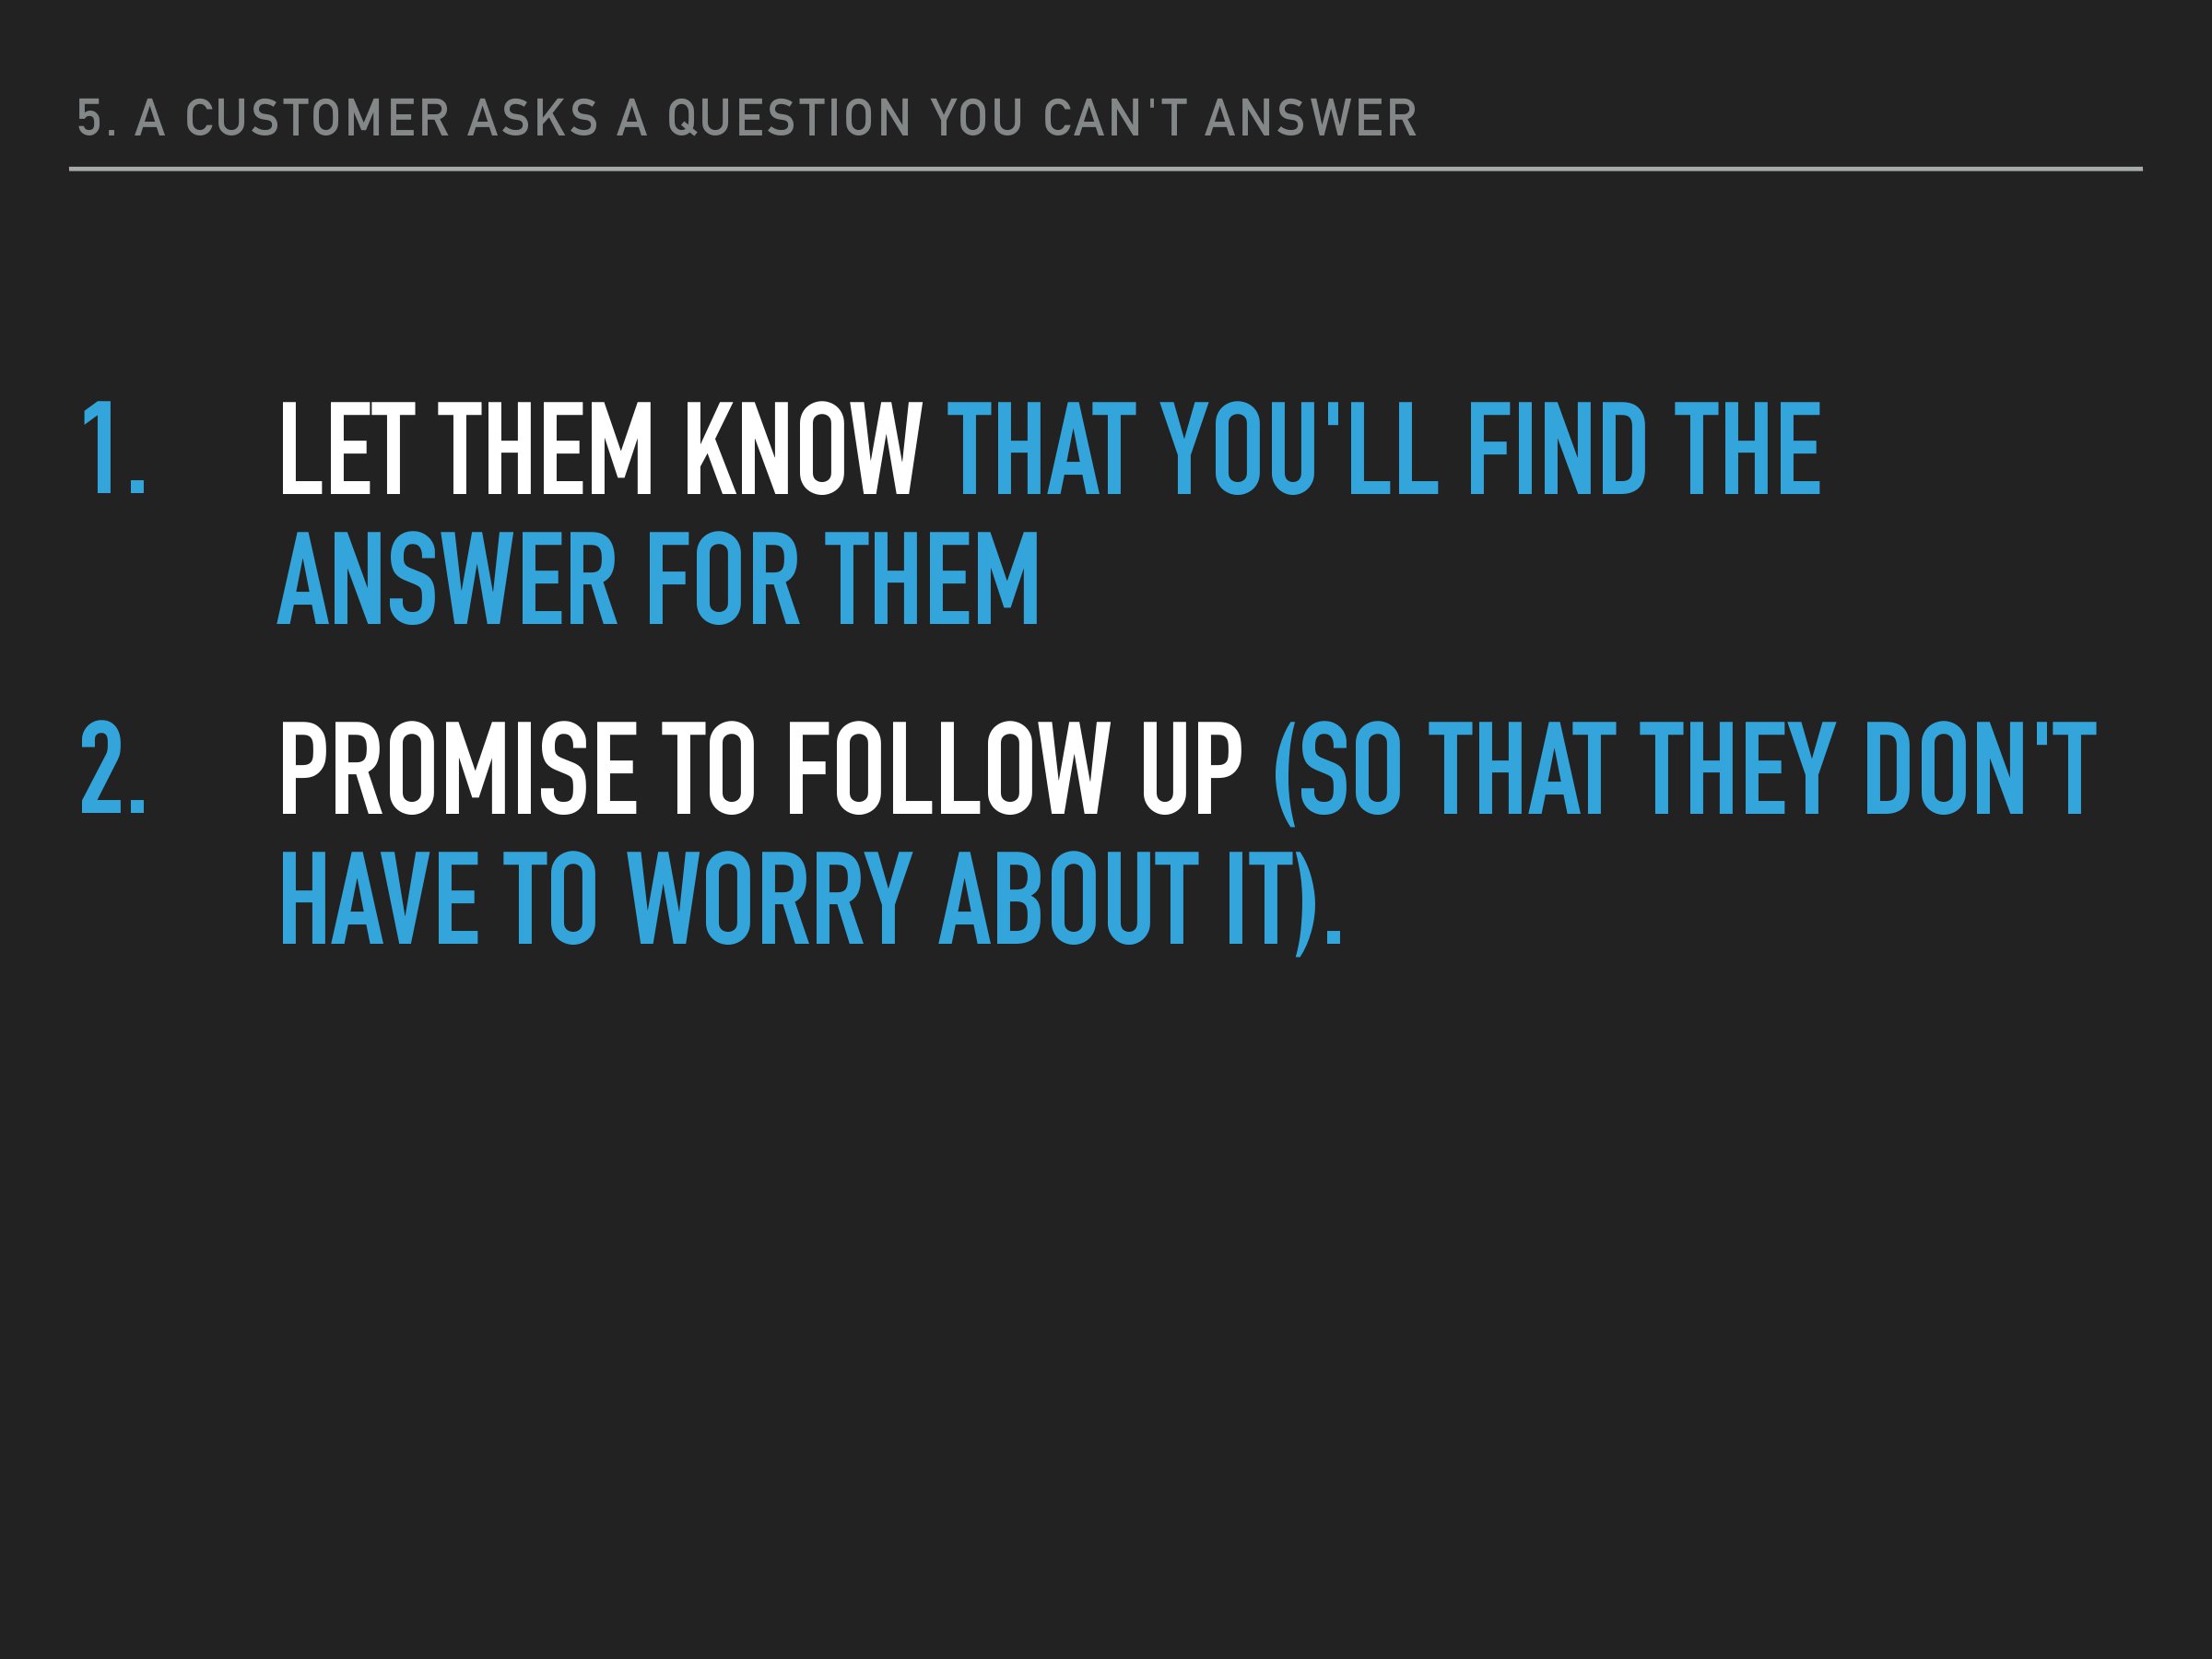 5. A CUSTOMER ASKS A QUESTION YOU CAN'T ANSWER
1. LET THEM KNOW THAT YOU'LL FIND THE
ANSWER FOR THEM
2. PROMISE TO FOLLOW UP (SO THAT THEY DON'T
HAVE TO WORRY ABOUT IT).